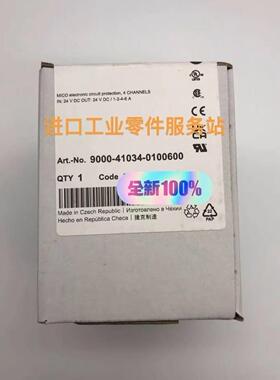 MICO electronic circuit protection, 4 CHANNELS
IN: 24 V DC OUT: 24 V DC / 1-2-4-6 A
进口工业零件服务站
Art.-No. 9000-41034-0100600
QTY 1 Code
全新100%
Made in Czech Republic | Изготовлено в Чехии
Hecho en República Checa | 捷克制造
PAP